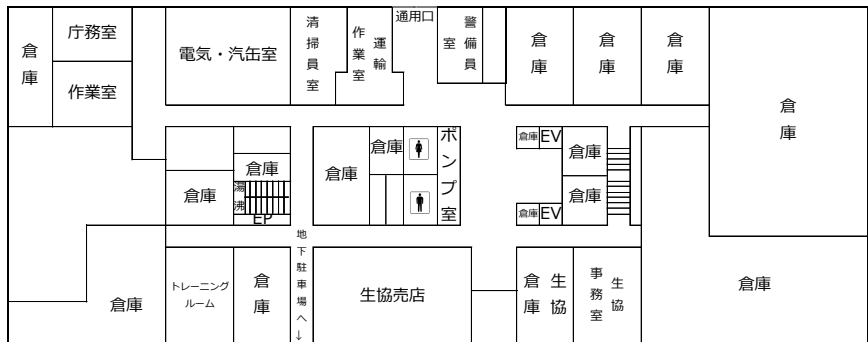 倉庫
庁務室
作業室
電気・汽缶室
清掃員室
運輸
作業室
通用口
警備員
室
倉庫
倉庫
倉庫
倉庫
倉庫
倉庫
湯沸
EP
倉庫
倉庫
ポンプ室
倉庫
EV
倉庫
倉庫
倉庫
EV
地下駐車場へ↓
倉庫
トレーニング
ルーム
倉庫
生協売店
生協
倉庫
生協
事務室
倉庫